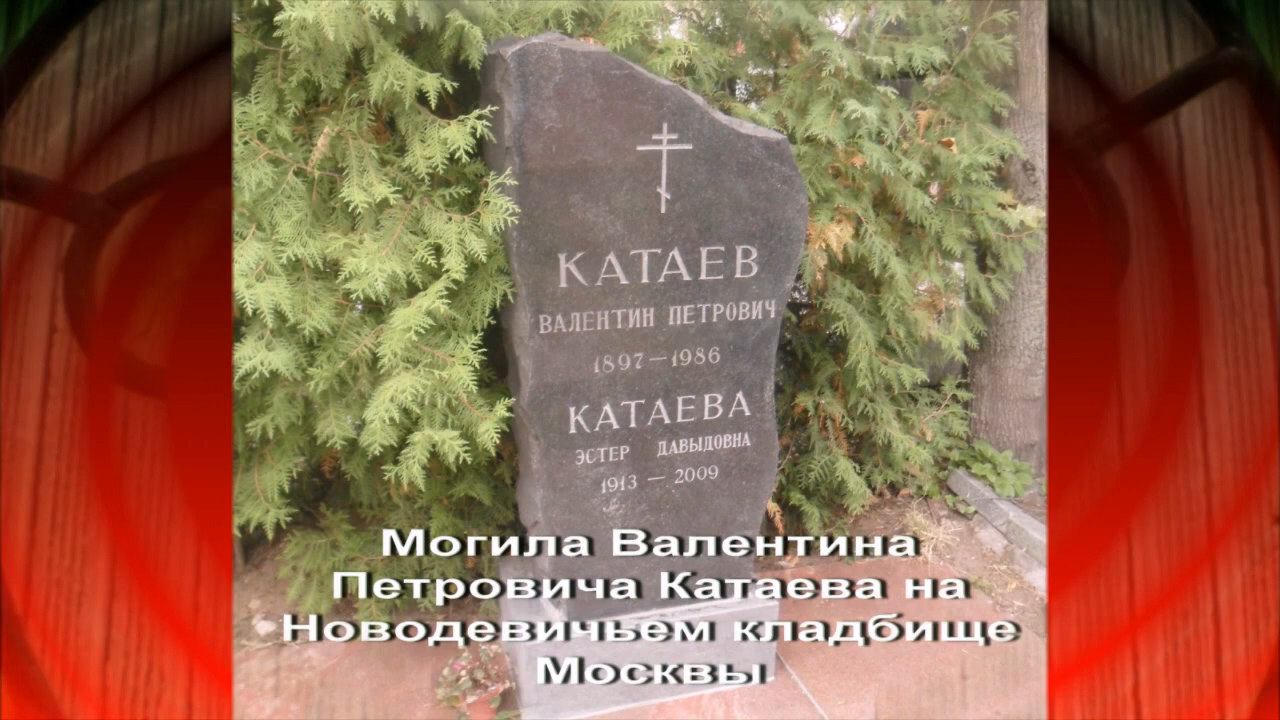 КАТАЕВ
ВАЛЕНТИН ПЕТРОВИЧ
1897 — 1986
КАТАЕВА
ЭСТЕР ДАВЫДОВНА
1913 — 2009
Могила Валентина
Петровича Катаева на
Новодевичьем кладбище
Москвы